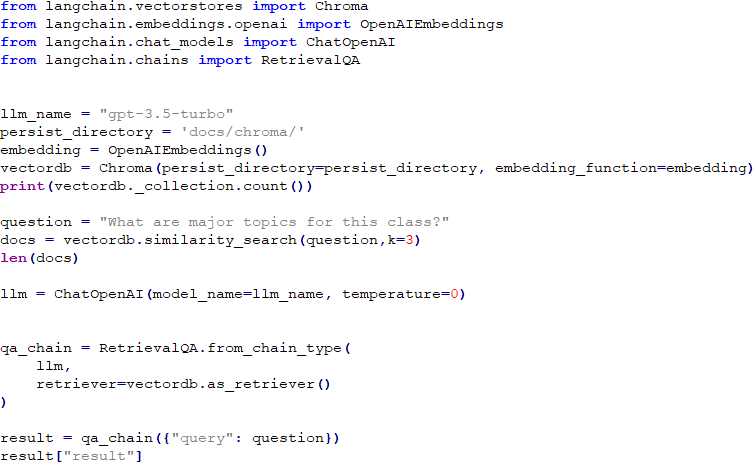 from langchain.vectorstores import Chroma
from langchain.embeddings.openai import OpenAIEmbeddings
from langchain.chat_models import ChatOpenAI
from langchain.chains import RetrievalQA
llm_name = "gpt-3.5-turbo"
persist_directory = 'docs/chroma/'
embedding = OpenAIEmbeddings()
vectordb = Chroma(persist_directory=persist_directory, embedding_function=embedding)
print(vectordb._collection.count())
question = "What are major topics for this class?"
docs = vectordb.similarity_search(question,k=3)
len(docs)
llm = ChatOpenAI(model_name=llm_name, temperature=0)
qa_chain = RetrievalQA.from_chain_type(
    llm,
    retriever=vectordb.as_retriever()
)
result = qa_chain({"query": question})
result["result"]